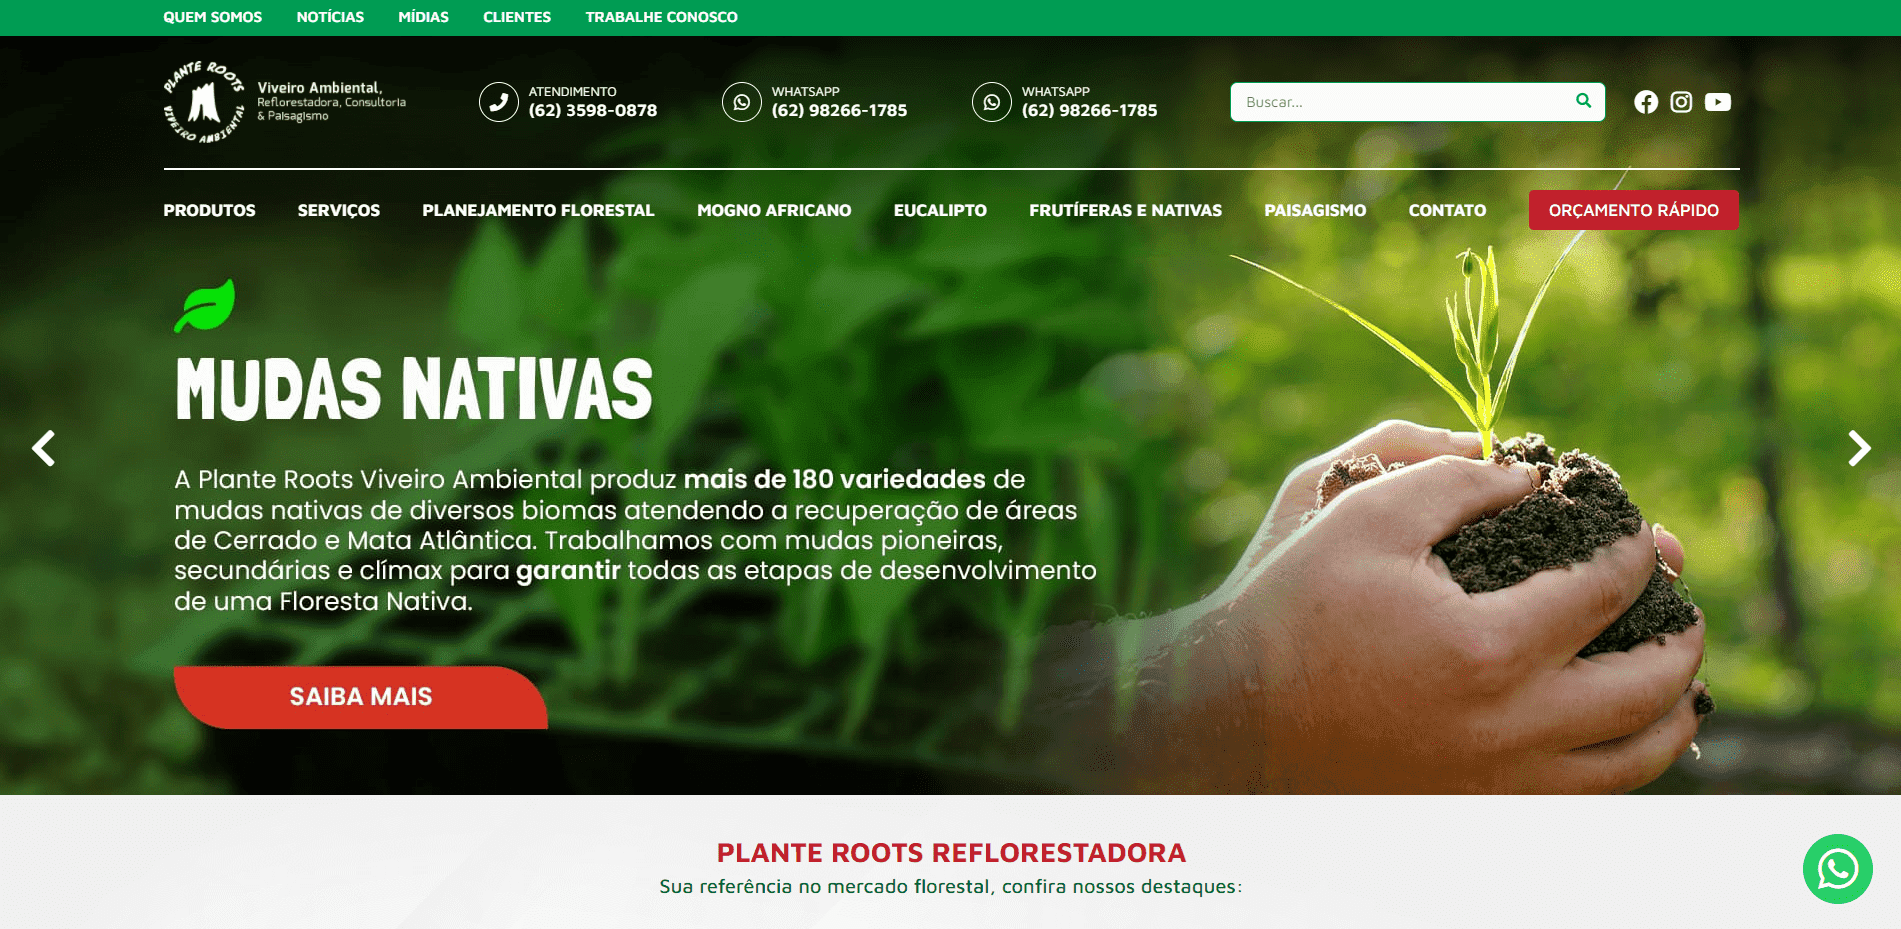 QUEM SOMOS NOTÍCIAS MÍDIAS CLIENTES TRABALHE CONOSCO
PLANTE ROOTS
VIVEIRO AMBIENTAL
Viveiro Ambiental,
Reflorestadora, Consultoria
& Paisagismo
ATENDIMENTO
(62) 3598-0878
WHATSAPP
(62) 98266-1785
WHATSAPP
(62) 98266-1785
Buscar...
PRODUTOS SERVIÇOS PLANEJAMENTO FLORESTAL MOGNO AFRICANO EUCALIPTO FRUTÍFERAS E NATIVAS PAISAGISMO CONTATO ORÇAMENTO RÁPIDO
MUDAS NATIVAS
A Plante Roots Viveiro Ambiental produz mais de 180 variedades de
mudas nativas de diversos biomas atendendo a recuperação de áreas
de Cerrado e Mata Atlântica. Trabalhamos com mudas pioneiras,
secundárias e clímax para garantir todas as etapas de desenvolvimento
de uma Floresta Nativa.
SAIBA MAIS
PLANTE ROOTS REFLORESTADORA
Sua referência no mercado florestal, confira nossos destaques: